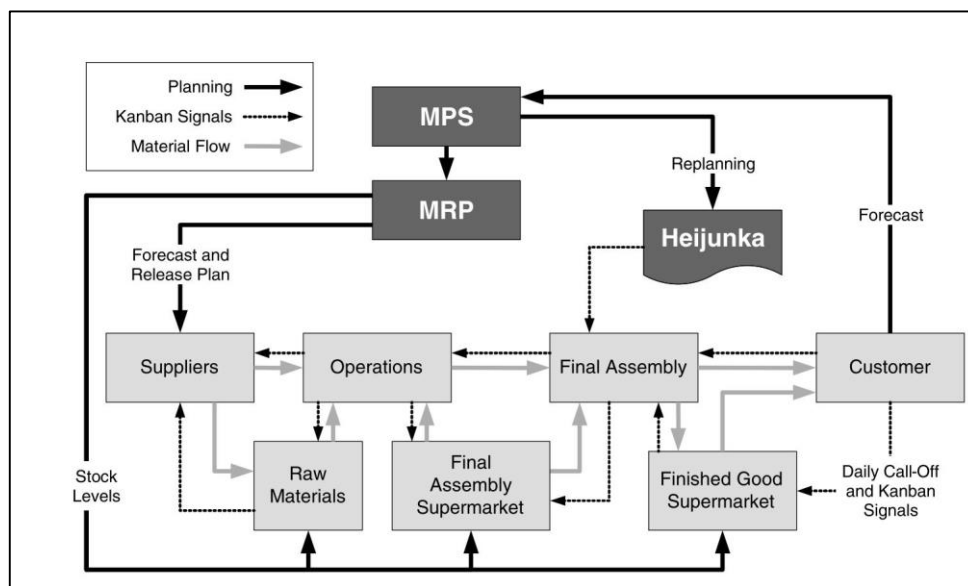 Planning
Kanban Signals
Material Flow
MPS
Replanning
MRP
Heijunka
Forecast
Forecast and
Release Plan
Suppliers
Operations
Final Assembly
Customer
Stock
Levels
Raw
Materials
Final
Assembly
Supermarket
Finished Good
Supermarket
Daily Call-Off
and Kanban
Signals